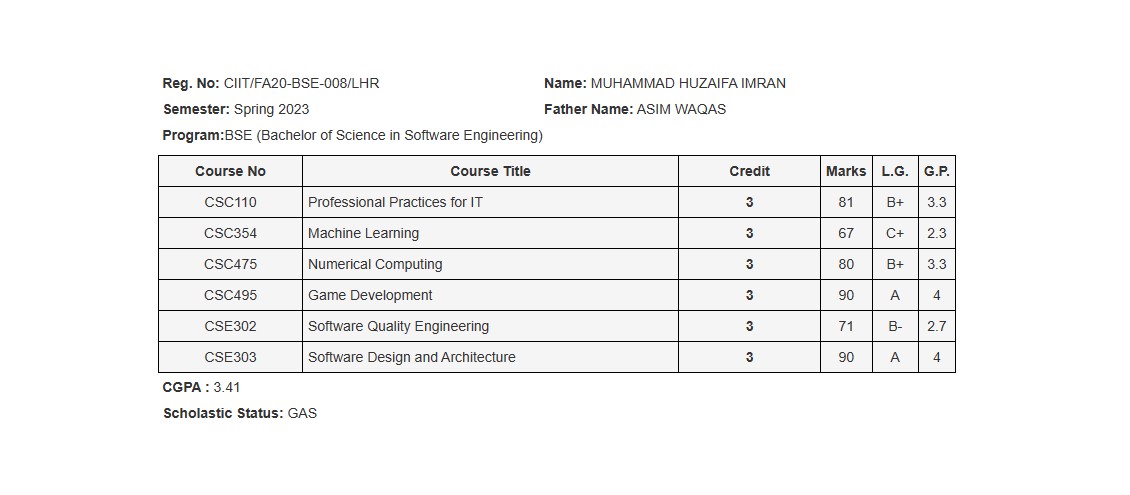 Reg. No: CIIT/FA20-BSE-008/LHR Name: MUHAMMAD HUZAIFA IMRAN
Semester: Spring 2023 Father Name: ASIM WAQAS
Program:BSE (Bachelor of Science in Software Engineering)
Course No Course Title Credit Marks L.G. G.P.
CSC110 Professional Practices for IT 3 81 B+ 3.3
CSC354 Machine Learning 3 67 C+ 2.3
CSC475 Numerical Computing 3 80 B+ 3.3
CSC495 Game Development 3 90 A 4
CSE302 Software Quality Engineering 3 71 B- 2.7
CSE303 Software Design and Architecture 3 90 A 4
CGPA : 3.41
Scholastic Status: GAS